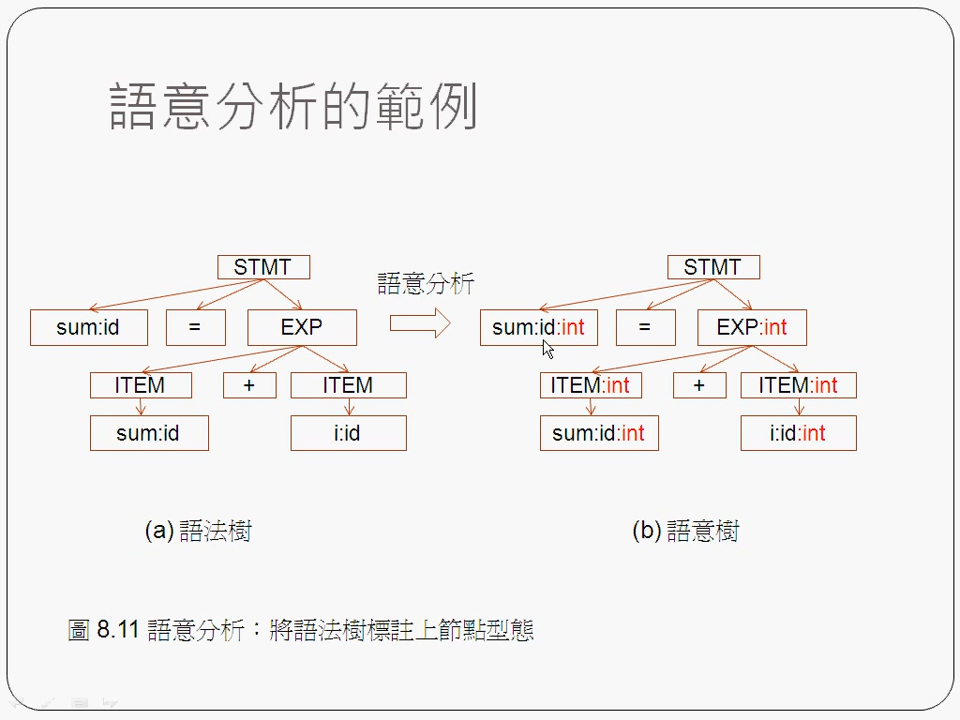 語意分析的範例
STMT
語意分析
STMT
sum:id
=
EXP
sum:id:int
=
EXP:int
ITEM
+
ITEM
ITEM:int
+
ITEM:int
sum:id
i:id
sum:id:int
i:id:int
(a) 語法樹
(b) 語意樹
圖 8.11 語意分析：將語法樹標註上節點型態